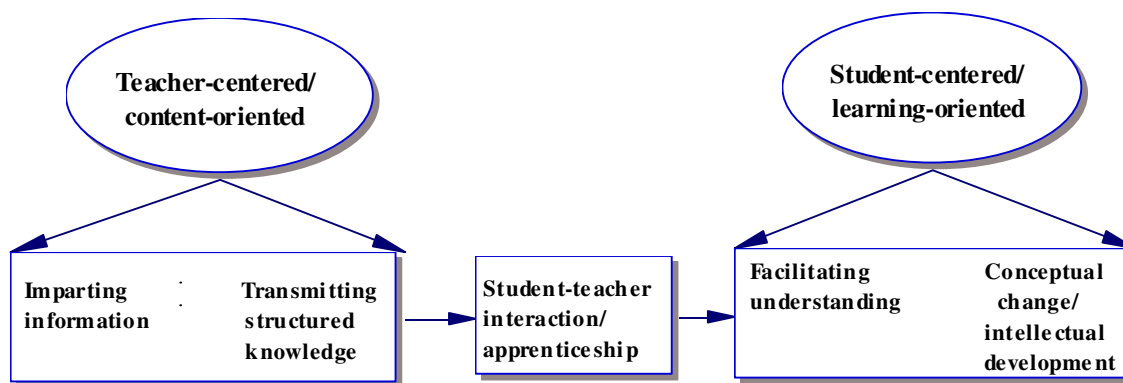 Teacher-centered/
content-oriented
Student-centered/
learning-oriented
Imparting
information
Transmitting
structured
knowledge
Student-teacher
interaction/
apprenticeship
Facilitating
understanding
Conceptual
change/
intellectual
development